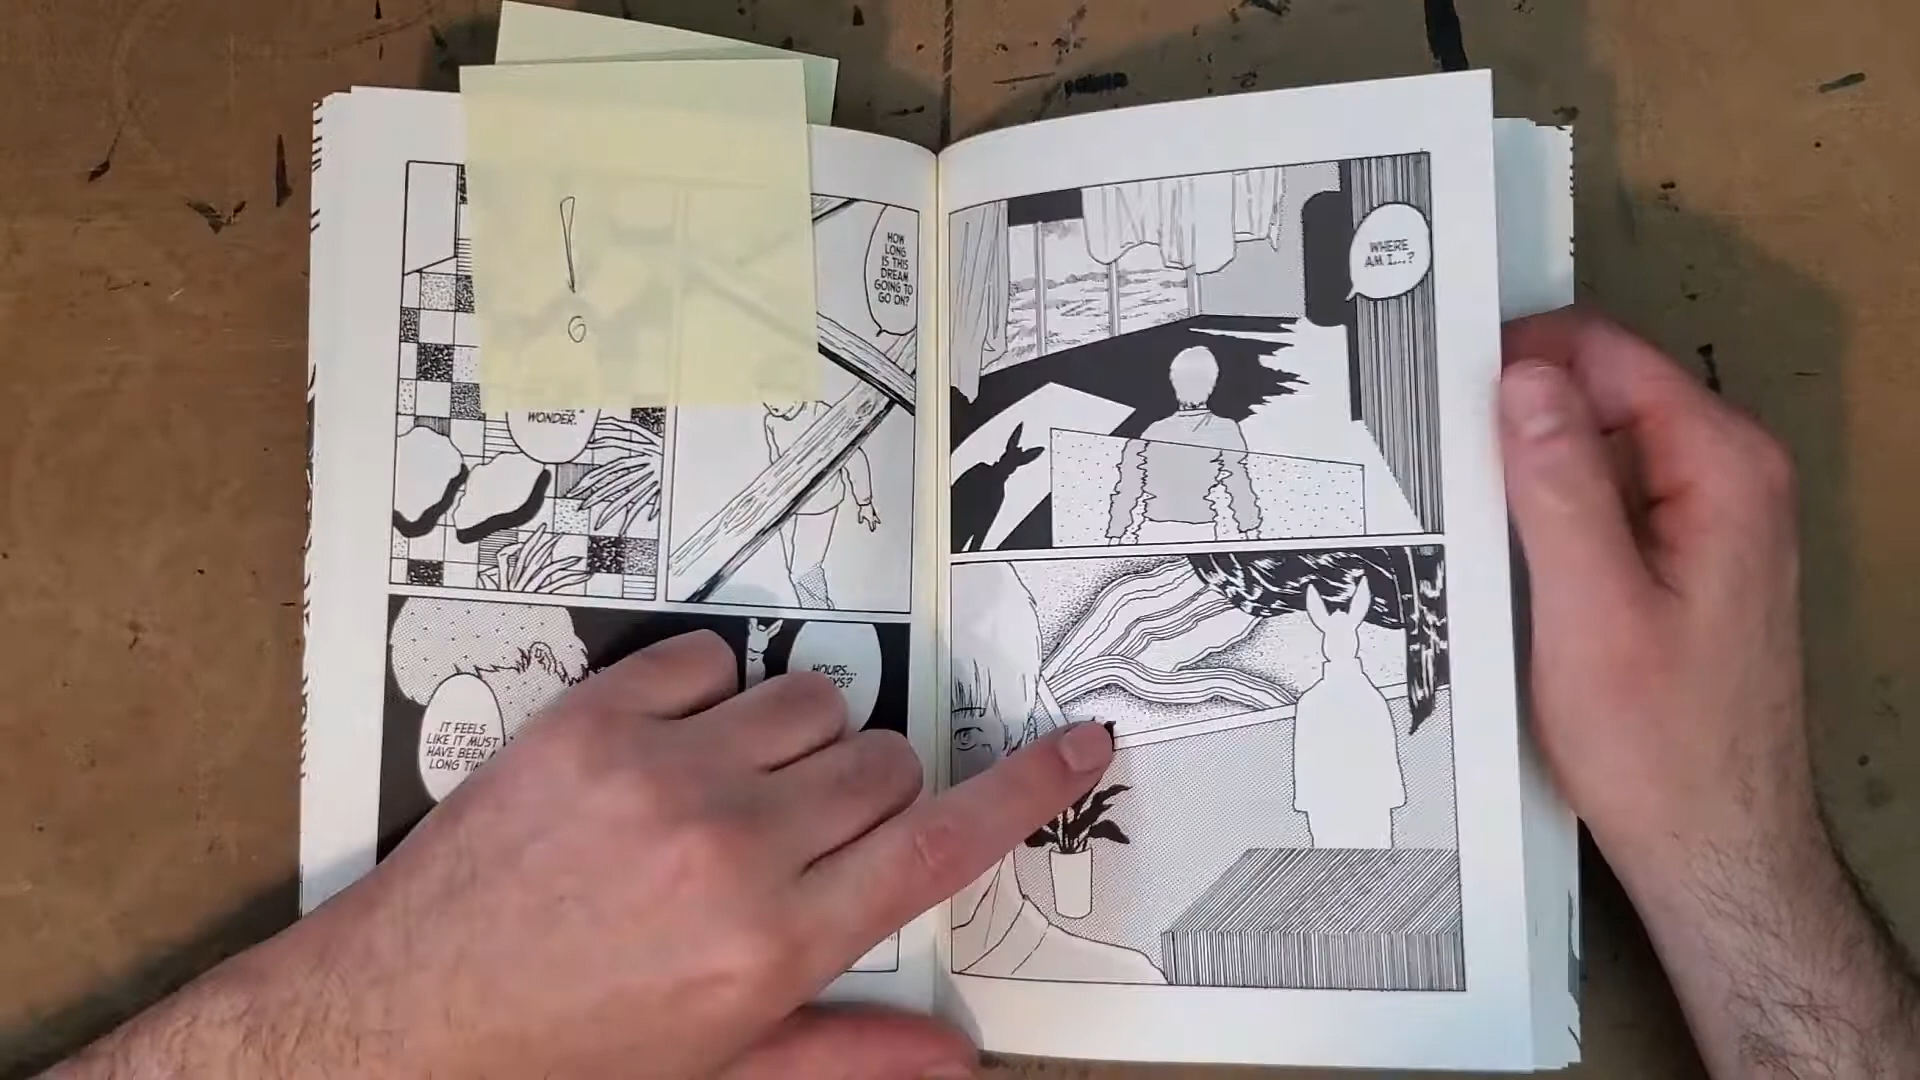 !
WONDER.
HOW
LONG
IS THIS
DREAM
GOING TO
GO ON?
IT FEELS
LIKE IT MUST
HAVE BEEN A
LONG
HOURS...
WHERE
AM I...?